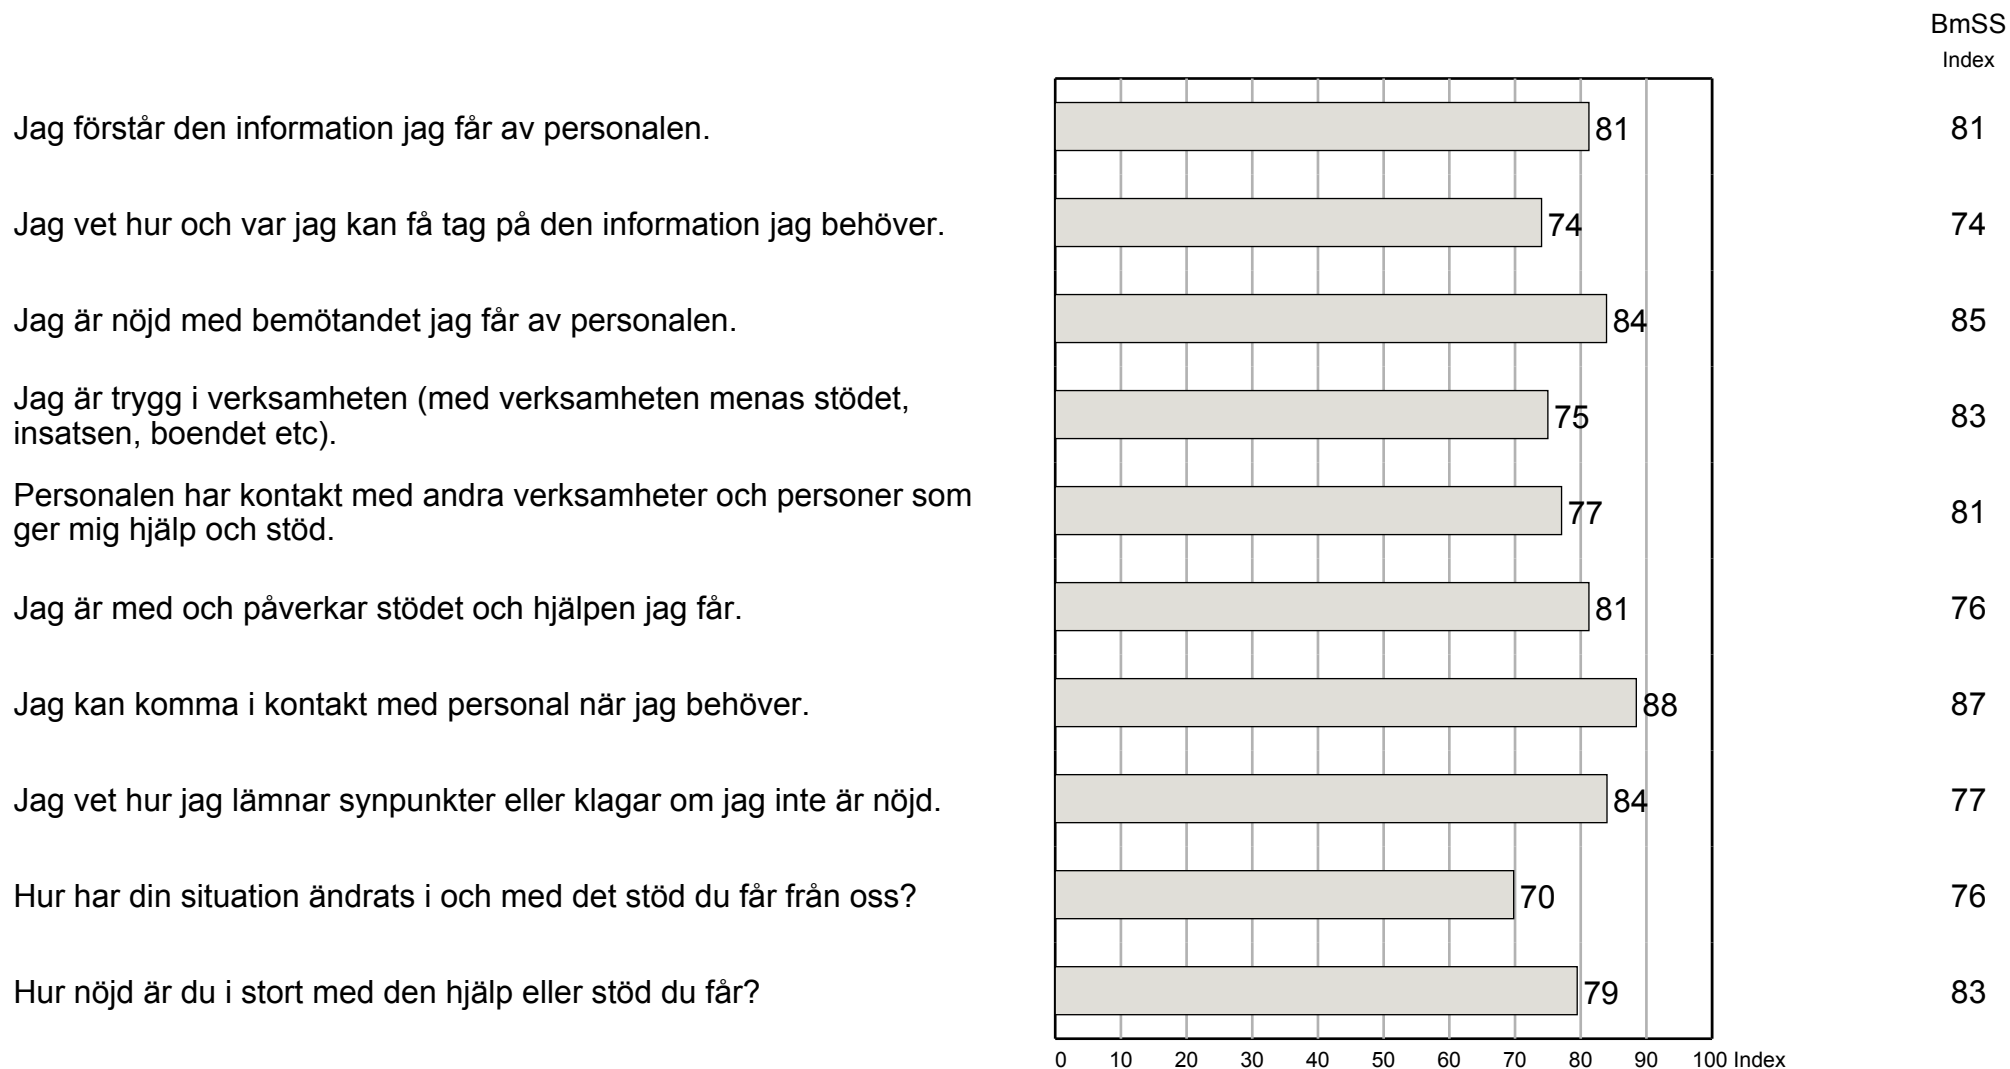 BmSS
Index
Jag förstår den information jag får av personalen. 81 81
Jag vet hur och var jag kan få tag på den information jag behöver. 74 74
Jag är nöjd med bemötandet jag får av personalen. 84 85
Jag är trygg i verksamheten (med verksamheten menas stödet,
insatsen, boendet etc). 75 83
Personalen har kontakt med andra verksamheter och personer som
ger mig hjälp och stöd. 77 81
Jag är med och påverkar stödet och hjälpen jag får. 81 76
Jag kan komma i kontakt med personal när jag behöver. 88 87
Jag vet hur jag lämnar synpunkter eller klagar om jag inte är nöjd. 84 77
Hur har din situation ändrats i och med det stöd du får från oss? 70 76
Hur nöjd är du i stort med den hjälp eller stöd du får? 79 83
0 10 20 30 40 50 60 70 80 90 100 Index